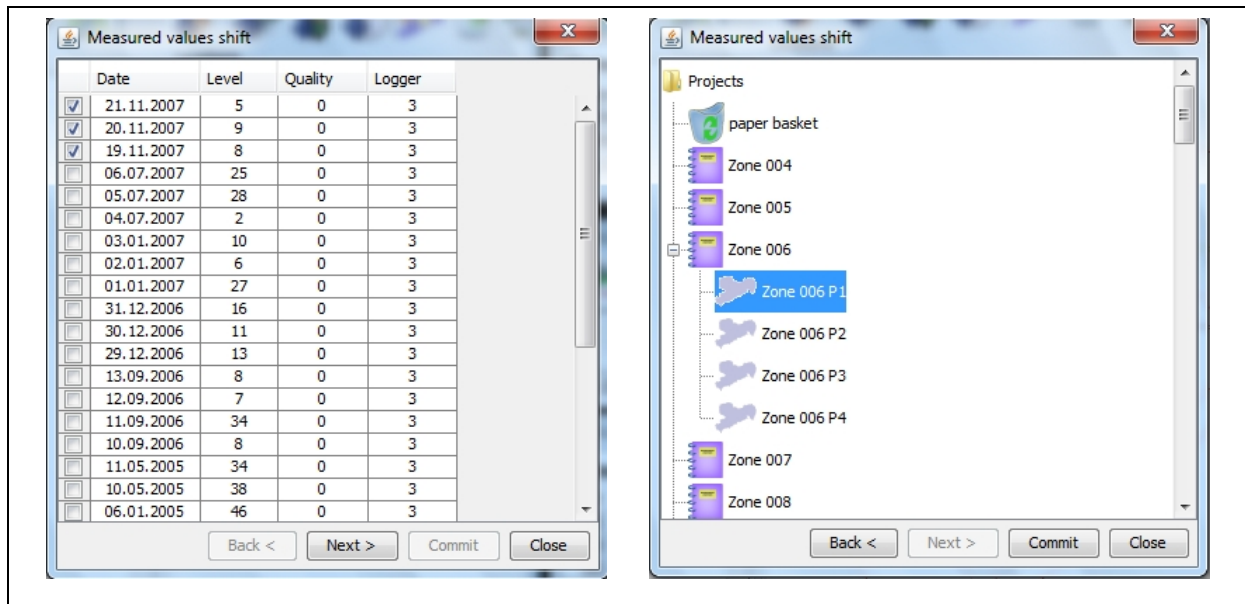 Measured values shift
Date Level Quality Logger
21.11.2007 5 0 3
20.11.2007 9 0 3
19.11.2007 8 0 3
06.07.2007 25 0 3
05.07.2007 28 0 3
04.07.2007 2 0 3
03.01.2007 10 0 3
02.01.2007 6 0 3
01.01.2007 27 0 3
31.12.2006 16 0 3
30.12.2006 11 0 3
29.12.2006 13 0 3
13.09.2006 8 0 3
12.09.2006 7 0 3
11.09.2006 34 0 3
10.09.2006 8 0 3
11.05.2005 34 0 3
10.05.2005 38 0 3
06.01.2005 46 0 3
Back < Next > Commit Close
Measured values shift
Projects
paper basket
Zone 004
Zone 005
Zone 006
Zone 006 P1
Zone 006 P2
Zone 006 P3
Zone 006 P4
Zone 007
Zone 008
Back < Next > Commit Close